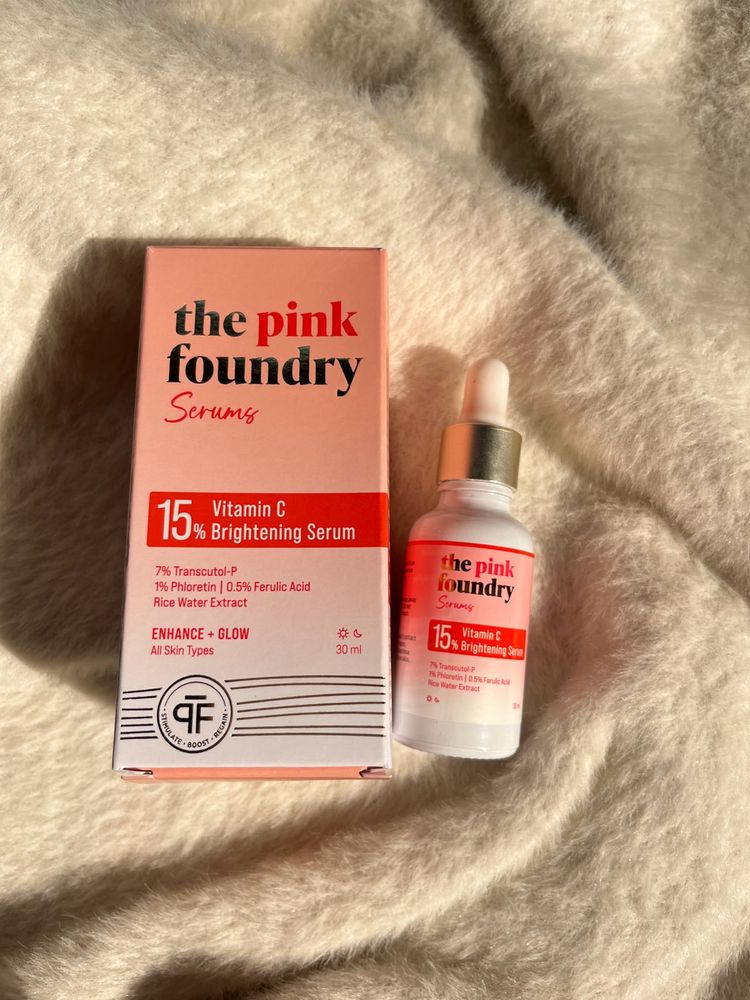 the pink
foundry
Serums
15% Vitamin C
Brightening Serum
7% Transcutol-P
1% Phloretin | 0.5% Ferulic Acid
Rice Water Extract
ENHANCE + GLOW
All Skin Types
30 ml
PF
STIMULATE • BOOST • REGAIN •
the pink
foundry
Serums
15% Vitamin C
Brightening Serum
7% Transcutol-P
1% Phloretin | 0.5% Ferulic Acid
Rice Water Extract